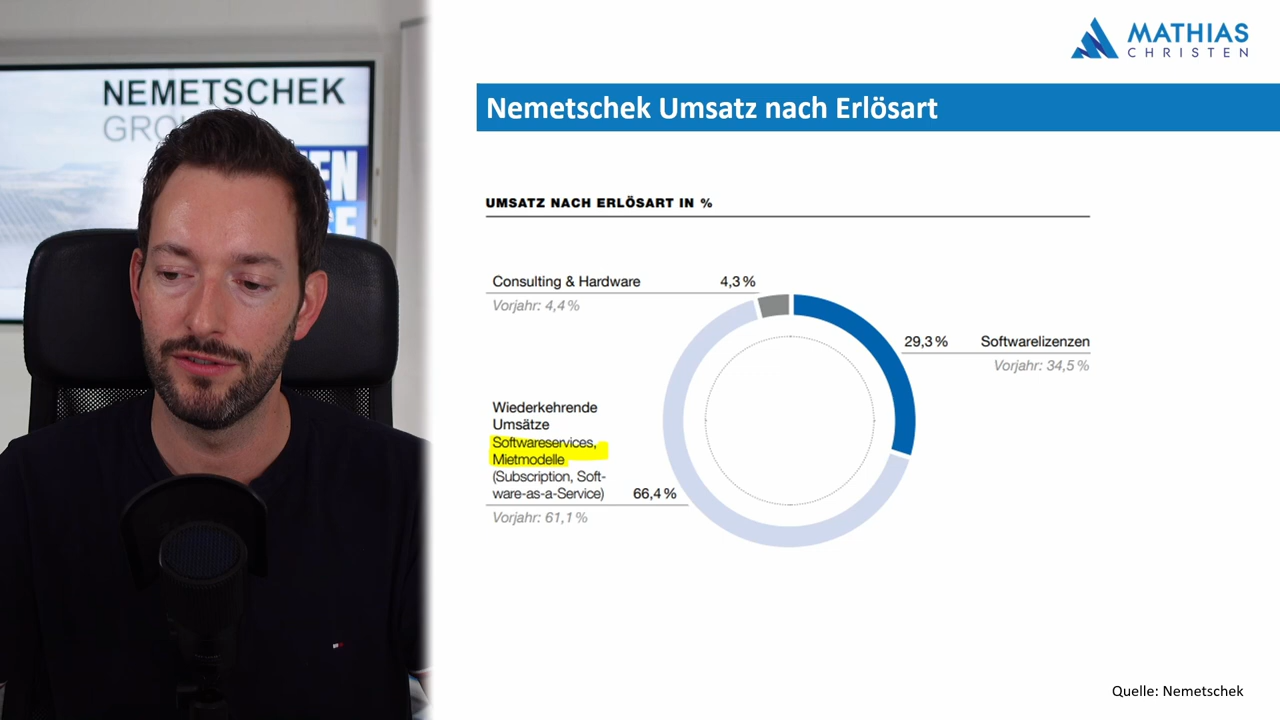 MATHIAS
CHRISTEN
NEMETSCHEK
Nemetschek Umsatz nach Erlösart
UMSATZ NACH ERLÖSART IN %
Consulting & Hardware 4,3 %
Vorjahr: 4,4 %
29,3 % Softwarelizenzen
Vorjahr: 34,5 %
Wiederkehrende
Umsätze
Softwareservices,
Mietmodelle
(Subscription, Soft-
ware-as-a-Service) 66,4 %
Vorjahr: 61,1 %
Quelle: Nemetschek